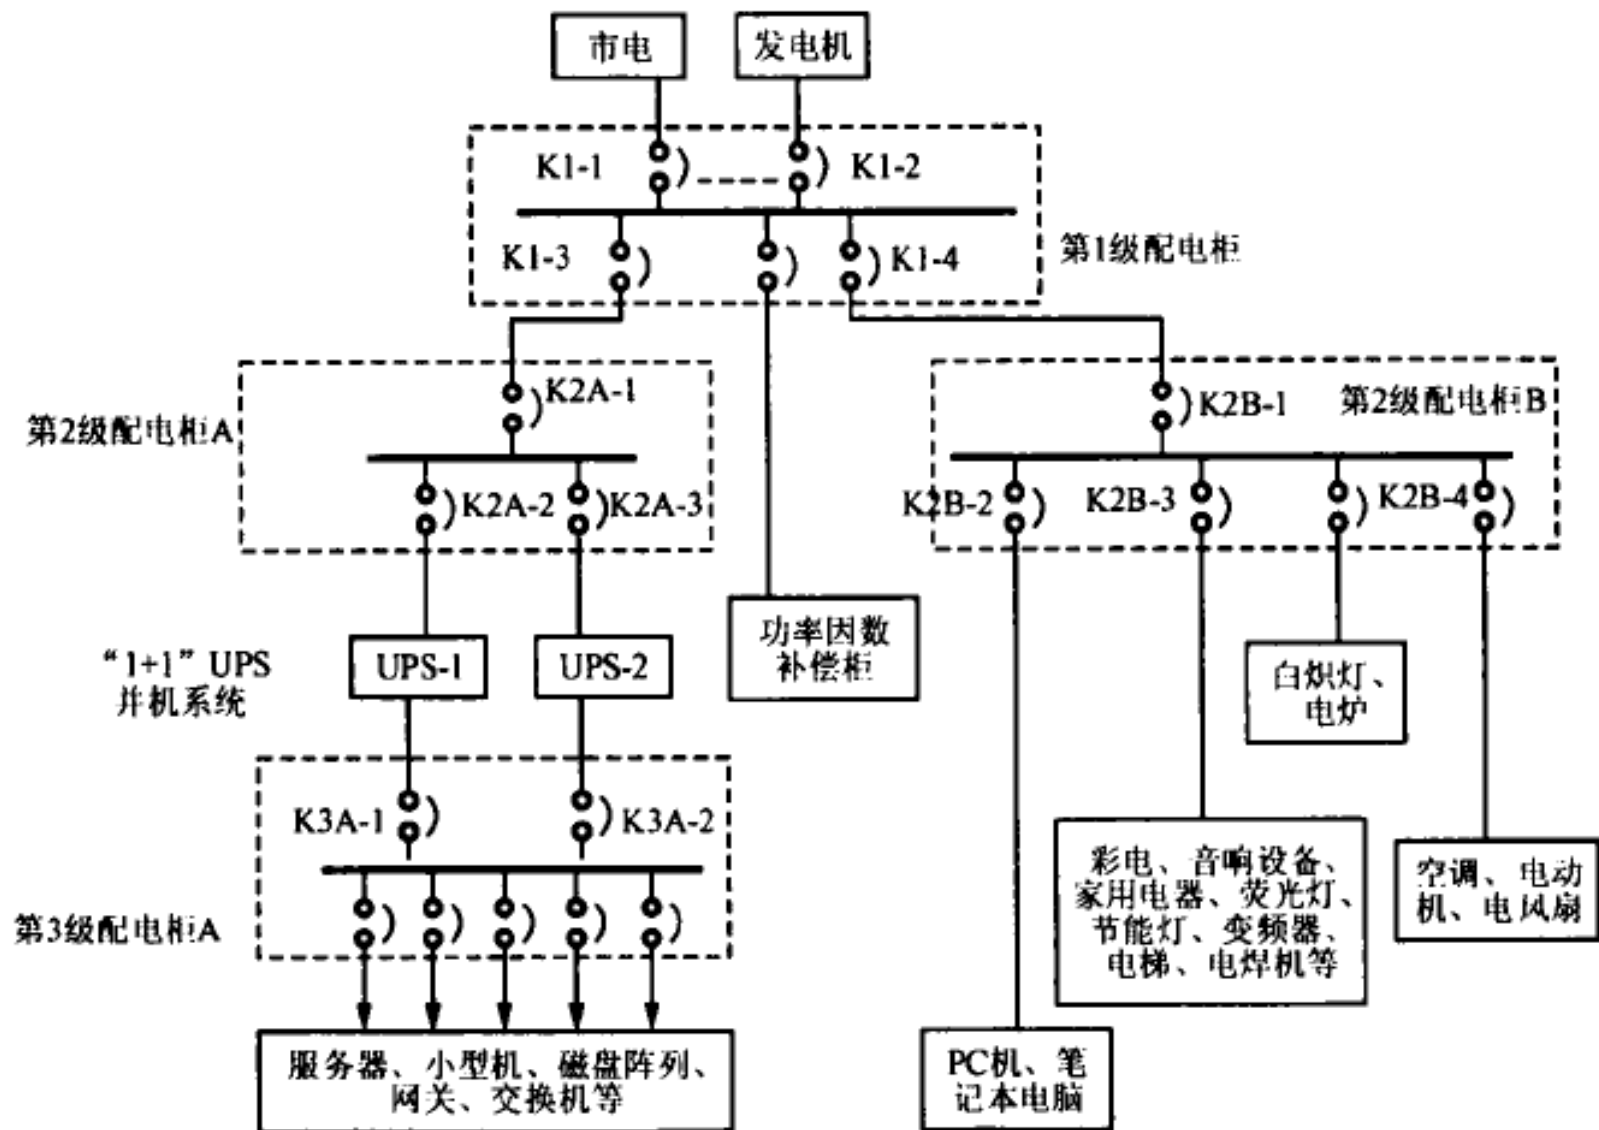 市电
发电机
K1-1
K1-2
K1-3
K1-4
第1级配电柜
K2A-1
第2级配电柜A
K2A-2
K2A-3
K2B-1
第2级配电柜B
K2B-2
K2B-3
K2B-4
“1+1” UPS
并机系统
UPS-1
UPS-2
功率因数
补偿柜
白炽灯、
电炉
K3A-1
K3A-2
第3级配电柜A
彩电、音响设备、
家用电器、荧光灯、
节能灯、变频器、
电梯、电焊机等
空调、电动
机、电风扇
服务器、小型机、磁盘阵列、
网关、交换机等
PC机、笔
记本电脑